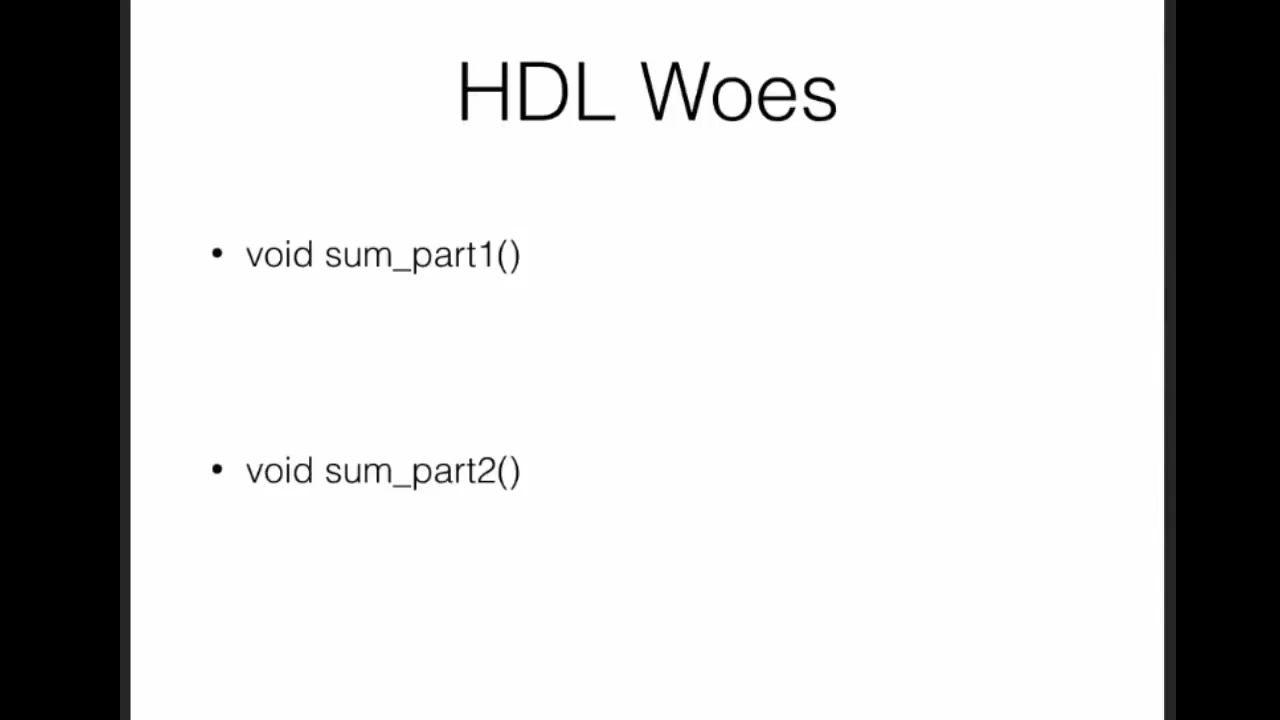 HDL Woes
• void sum_part1()
• void sum_part2()